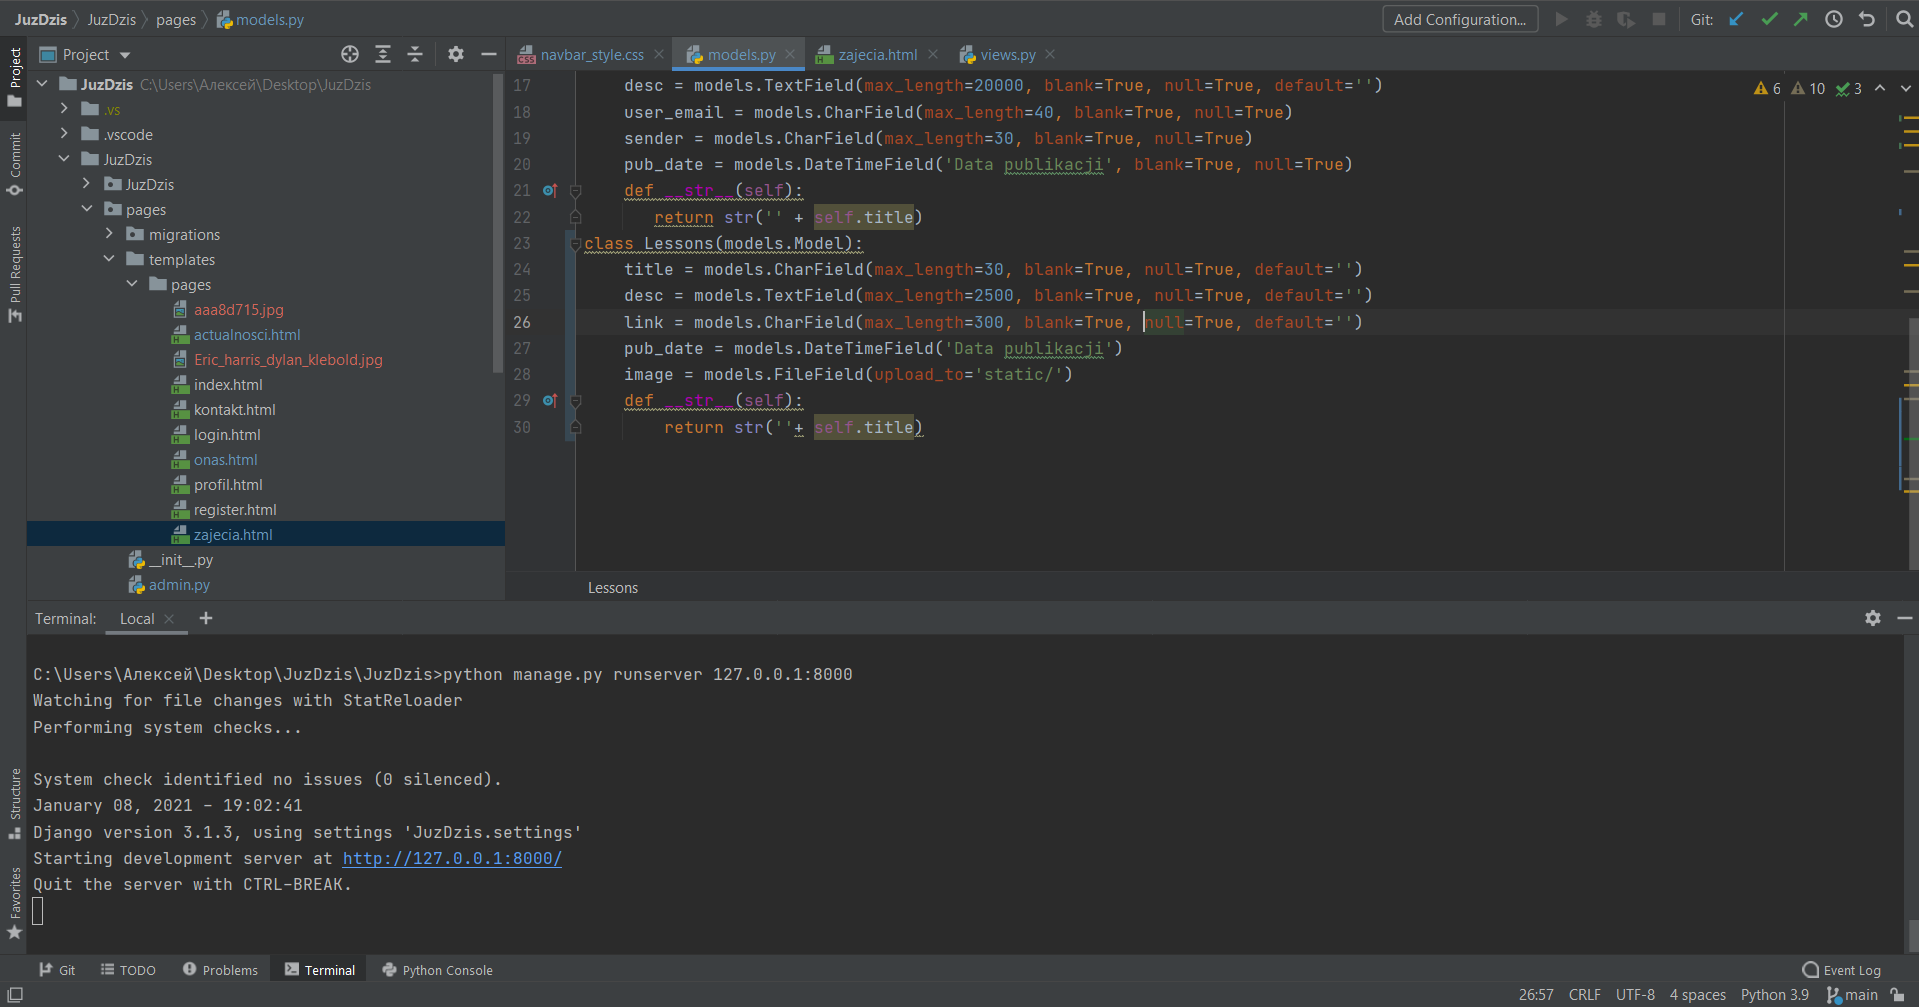 JuzDzis JuzDzis pages models.py Add Configuration... Git:
Project
navbar_style.css models.py zajecia.html views.py
JuzDzis C:\Users\Алексей\Desktop\JuzDzis
.vs
.vscode
JuzDzis
JuzDzis
pages
migrations
templates
pages
aaa8d715.jpg
actualnosci.html
Eric_harris_dylan_klebold.jpg
index.html
kontakt.html
login.html
onas.html
profil.html
register.html
zajecia.html
__init__.py
admin.py
Project
Commit
Pull Requests
Structure
Favorites
6 10 3
17 desc = models.TextField(max_length=20000, blank=True, null=True, default='')
18 user_email = models.CharField(max_length=40, blank=True, null=True)
19 sender = models.CharField(max_length=30, blank=True, null=True)
20 pub_date = models.DateTimeField('Data publikacji', blank=True, null=True)
21 def __str__(self):
22 return str('' + self.title)
23 class Lessons(models.Model):
24 title = models.CharField(max_length=30, blank=True, null=True, default='')
25 desc = models.TextField(max_length=2500, blank=True, null=True, default='')
26 link = models.CharField(max_length=300, blank=True, null=True, default='')
27 pub_date = models.DateTimeField('Data publikacji')
28 image = models.FileField(upload_to='static/')
29 def __str__(self):
30 return str(''+ self.title)
Lessons
Terminal: Local
C:\Users\Алексей\Desktop\JuzDzis\JuzDzis>python manage.py runserver 127.0.0.1:8000
Watching for file changes with StatReloader
Performing system checks...
System check identified no issues (0 silenced).
January 08, 2021 - 19:02:41
Django version 3.1.3, using settings 'JuzDzis.settings'
Starting development server at http://127.0.0.1:8000/
Quit the server with CTRL-BREAK.
Git TODO Problems Terminal Python Console Event Log
26:57 CRLF UTF-8 4 spaces Python 3.9 main